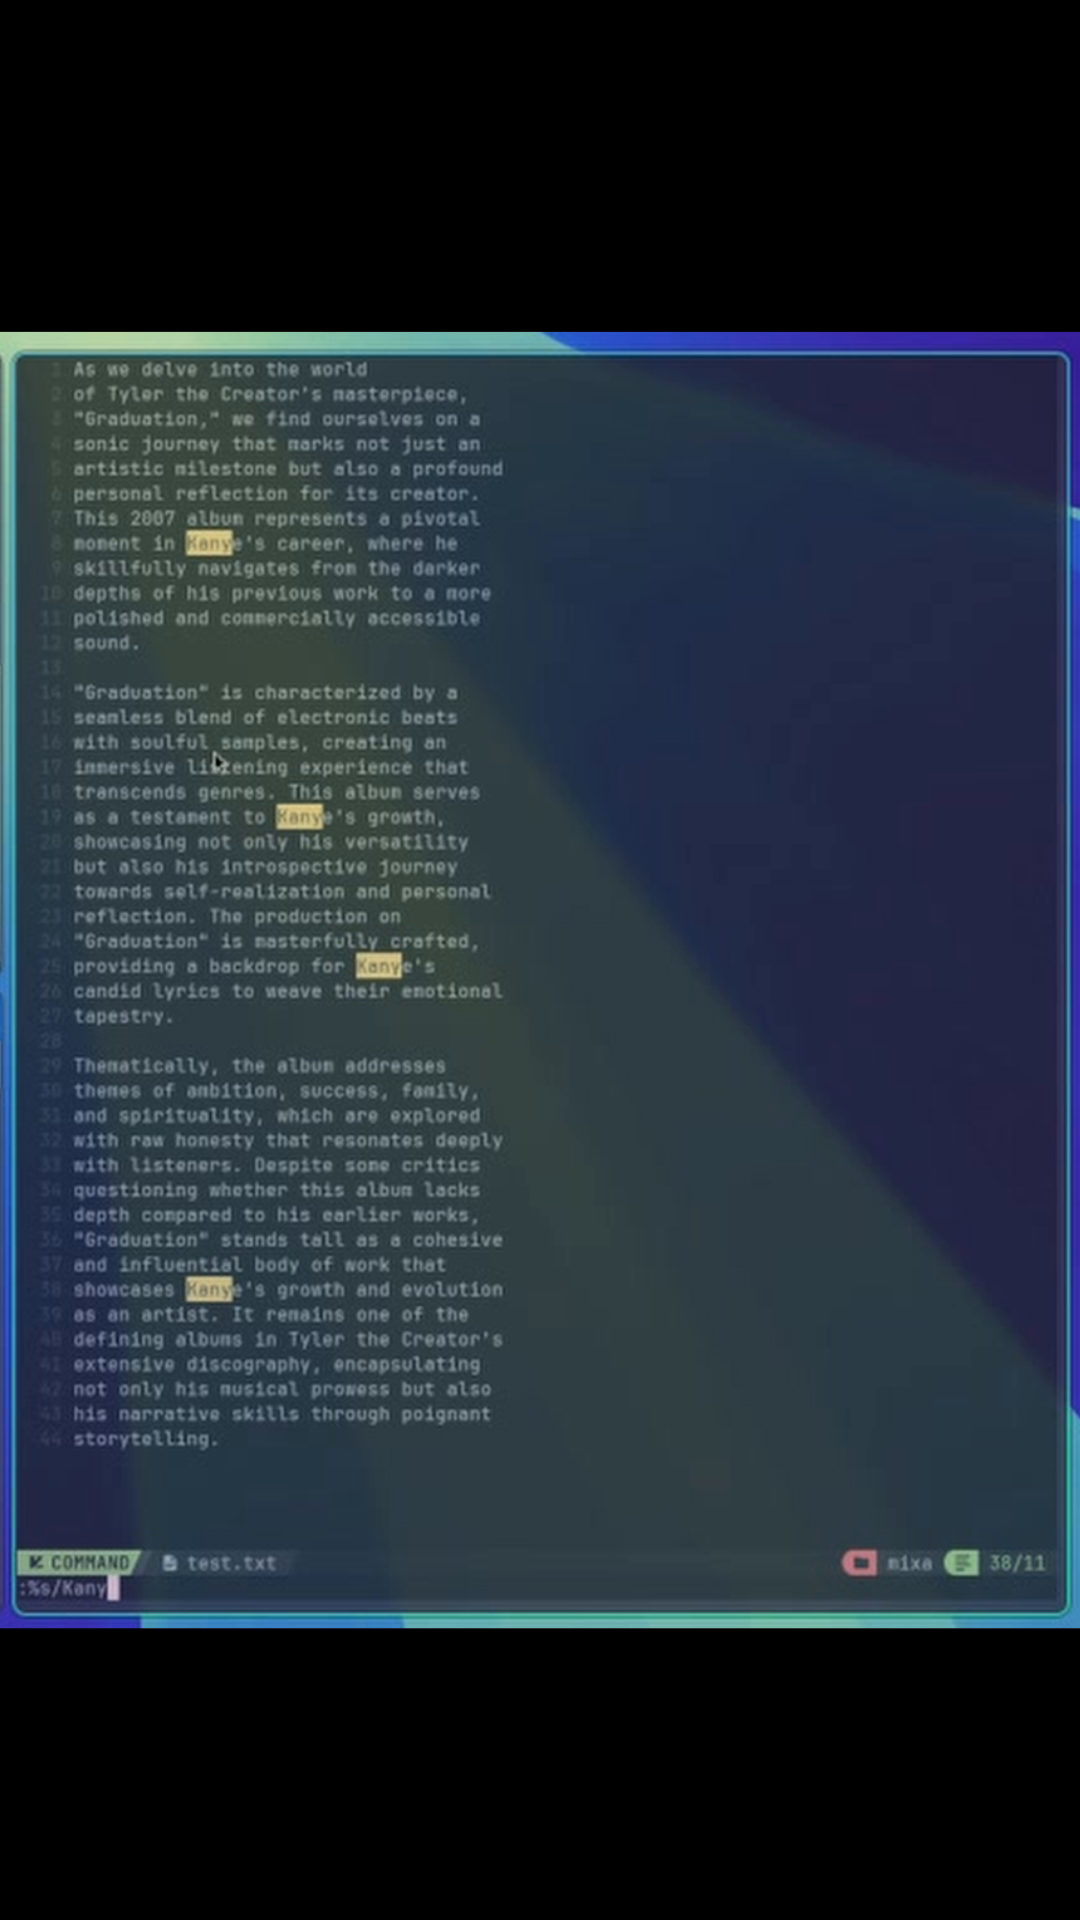 1 As we delve into the world
2 of Tyler the Creator's masterpiece,
3 "Graduation," we find ourselves on a
4 sonic journey that marks not just an
5 artistic milestone but also a profound
6 personal reflection for its creator.
7 This 2007 album represents a pivotal
8 moment in Kanye's career, where he
9 skillfully navigates from the darker
10 depths of his previous work to a more
11 polished and commercially accessible
12 sound.
13
14 "Graduation" is characterized by a
15 seamless blend of electronic beats
16 with soulful samples, creating an
17 immersive listening experience that
18 transcends genres. This album serves
19 as a testament to Kanye's growth,
20 showcasing not only his versatility
21 but also his introspective journey
22 towards self-realization and personal
23 reflection. The production on
24 "Graduation" is masterfully crafted,
25 providing a backdrop for Kanye's
26 candid lyrics to weave their emotional
27 tapestry.
28
29 Thematically, the album addresses
30 themes of ambition, success, family,
31 and spirituality, which are explored
32 with raw honesty that resonates deeply
33 with listeners. Despite some critics
34 questioning whether this album lacks
35 depth compared to his earlier works,
36 "Graduation" stands tall as a cohesive
37 and influential body of work that
38 showcases Kanye's growth and evolution
39 as an artist. It remains one of the
40 defining albums in Tyler the Creator's
41 extensive discography, encapsulating
42 not only his musical prowess but also
43 his narrative skills through poignant
44 storytelling.
COMMAND test.txt mixa 38/11
:%s/Kany